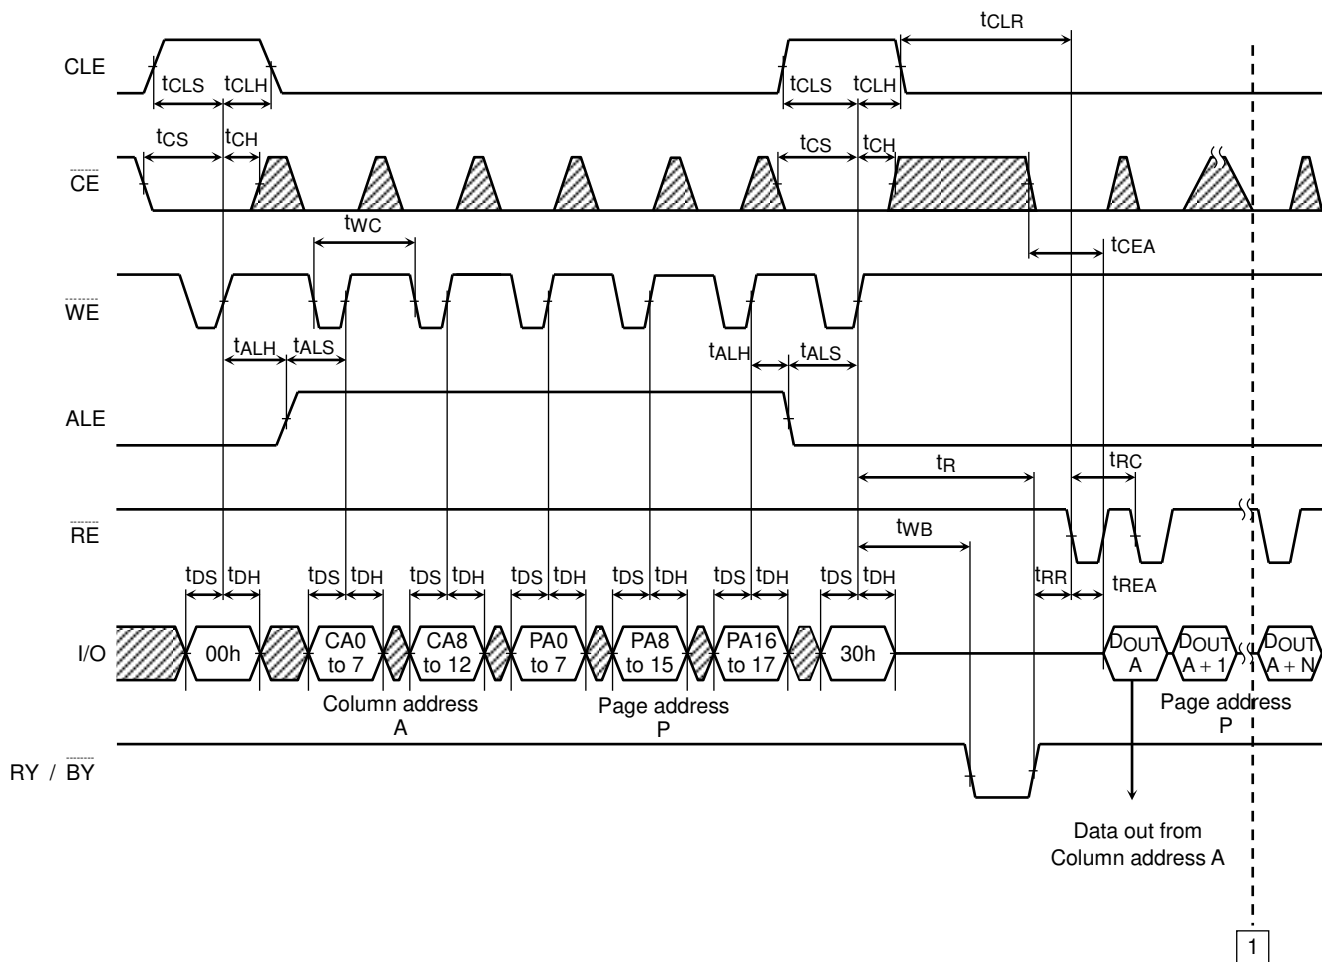 tCLR
CLE
tCLS tCLH tCLS tCLH
tCS tCH tCS tCH
CE
tWC tCEA
WE
tALH tALS tALH tALS
ALE
tR tRC
RE
tWB
tDS tDH tDS tDH tDS tDH tDS tDH tDS tDH tDS tDH tDS tDH tRR tREA
I/O
00h
CA0
to 7
CA8
to 12
PA0
to 7
PA8
to 15
PA16
to 17
30h
DOUT
A
DOUT
A + 1
DOUT
A + N
Column address
A
Page address
P
Page address
P
RY / BY
Data out from
Column address A
1